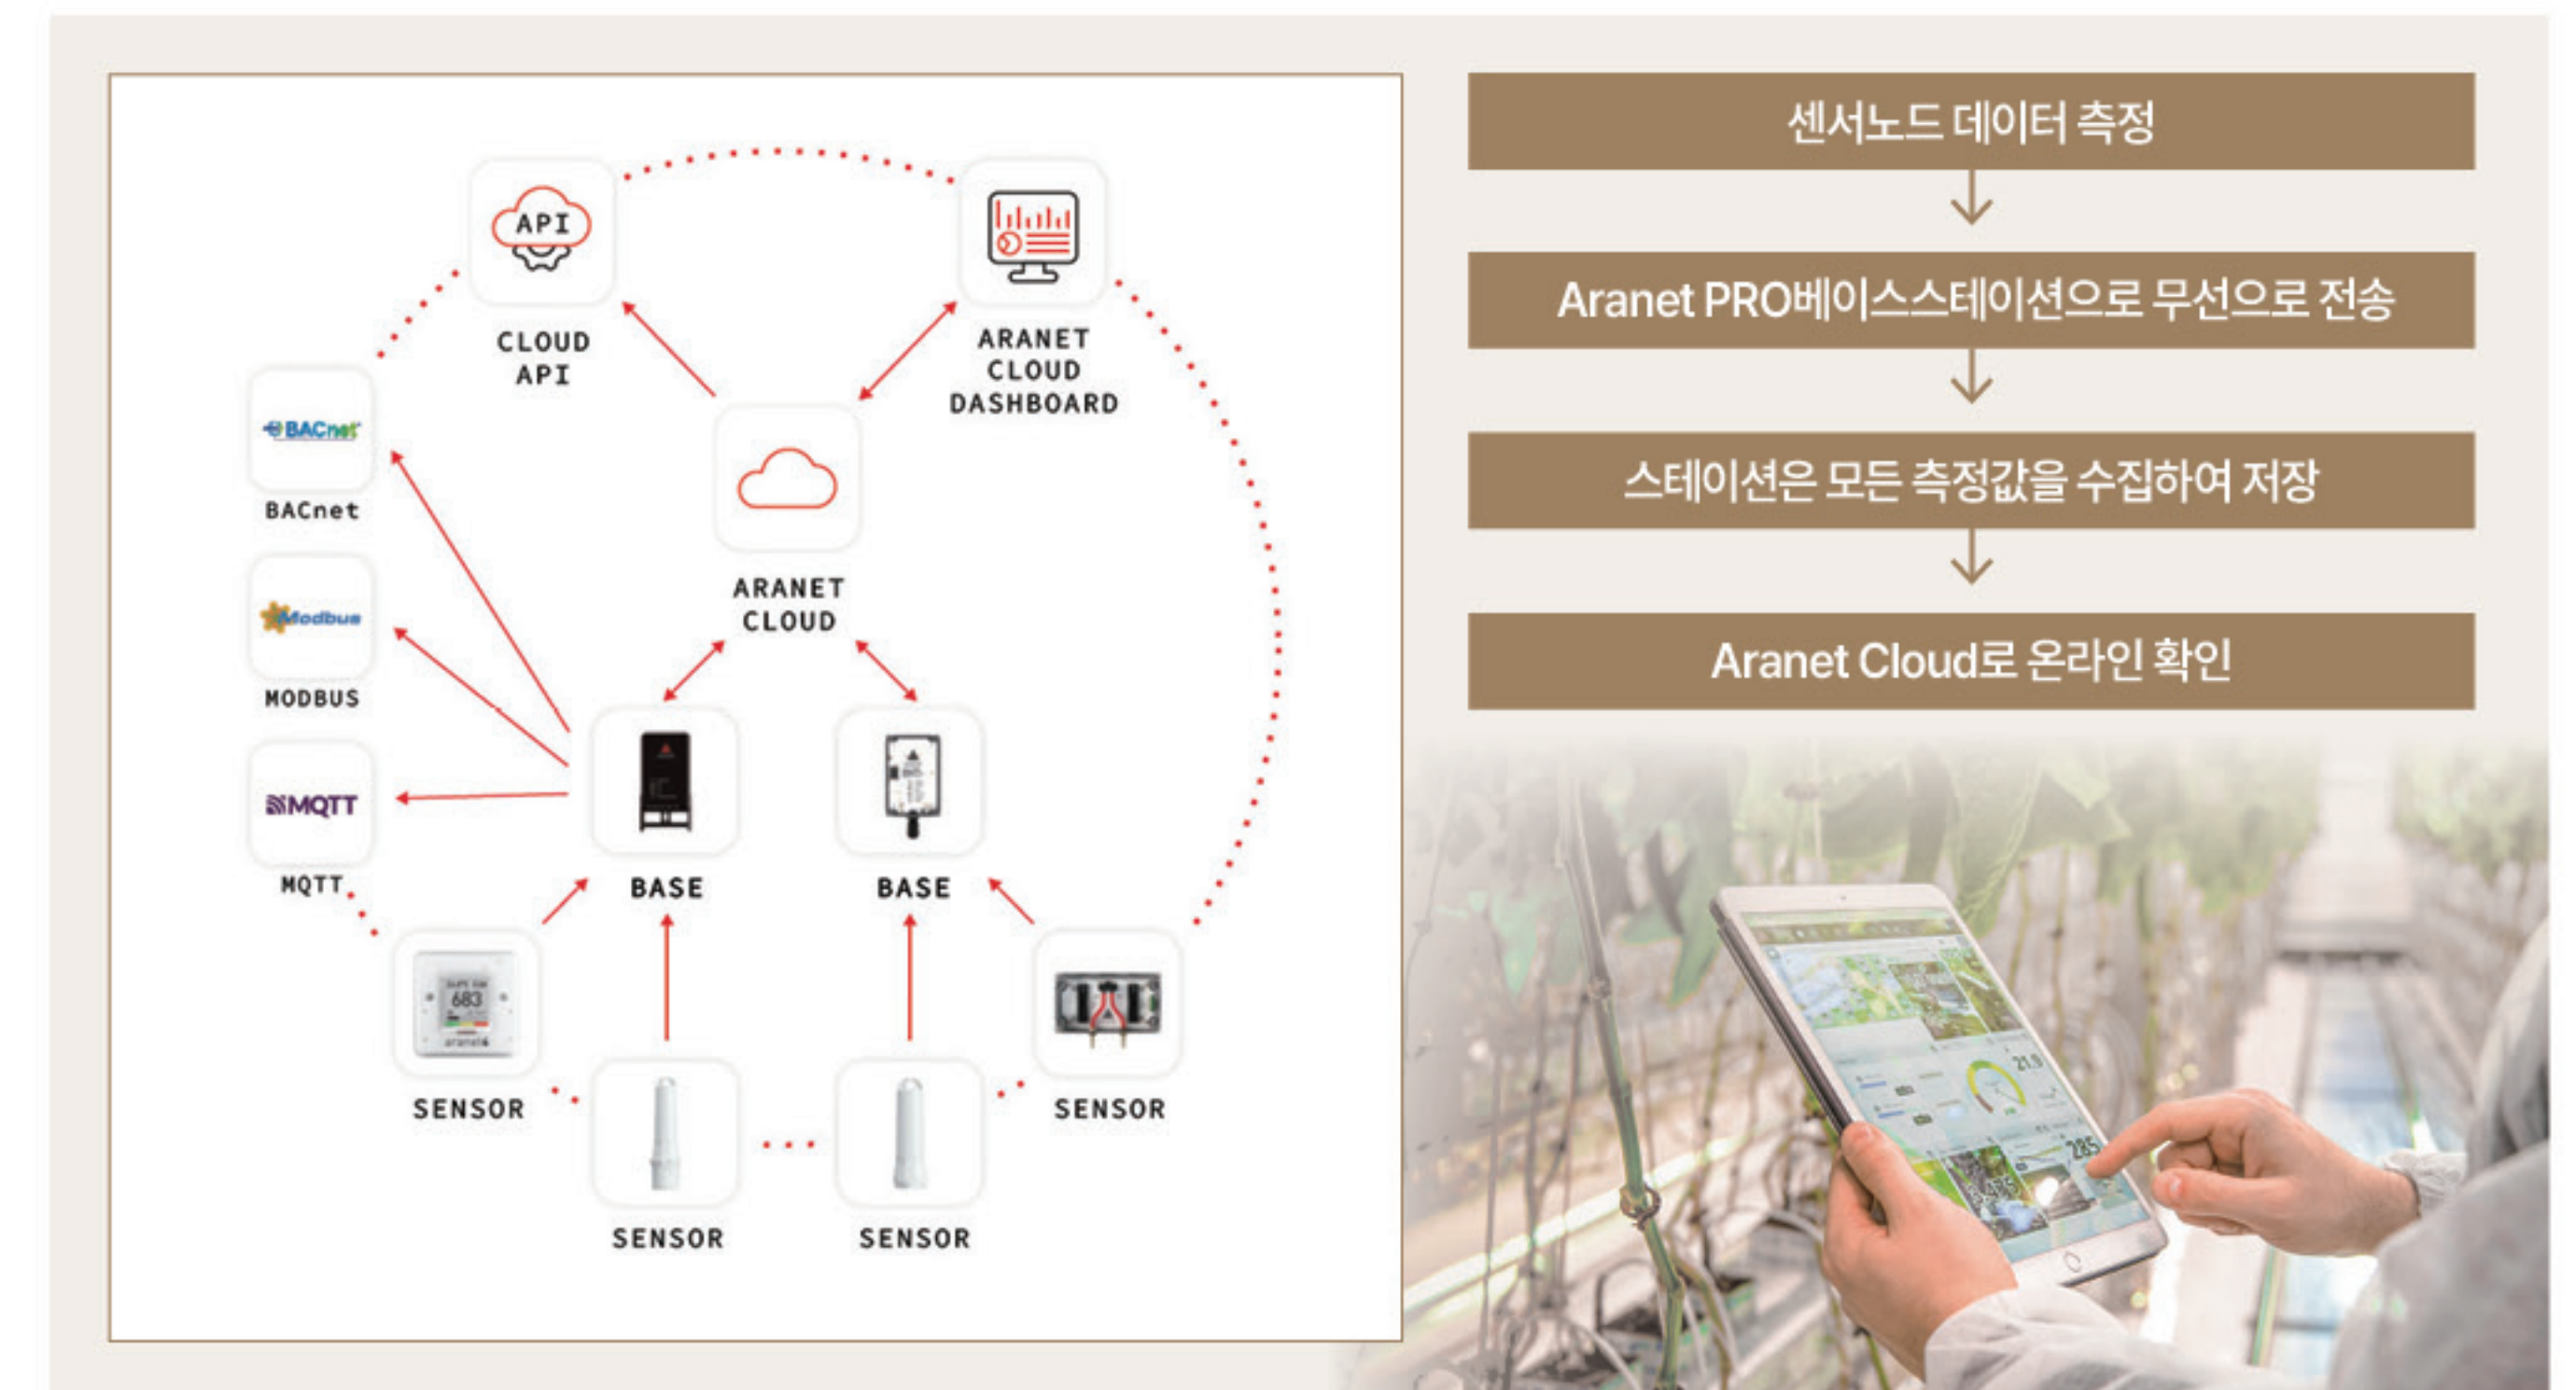 API
CLOUD
API
ARANET
CLOUD
DASHBOARD
BACnet
BACnet
ARANET
CLOUD
Modbus
MODBUS
MQTT
MQTT
BASE
BASE
683
aranet4
SENSOR
SENSOR
SENSOR
SENSOR
센서노드 데이터 측정
Aranet PRO베이스스테이션으로 무선으로 전송
스테이션은 모든 측정값을 수집하여 저장
Aranet Cloud로 온라인 확인
21.9
285